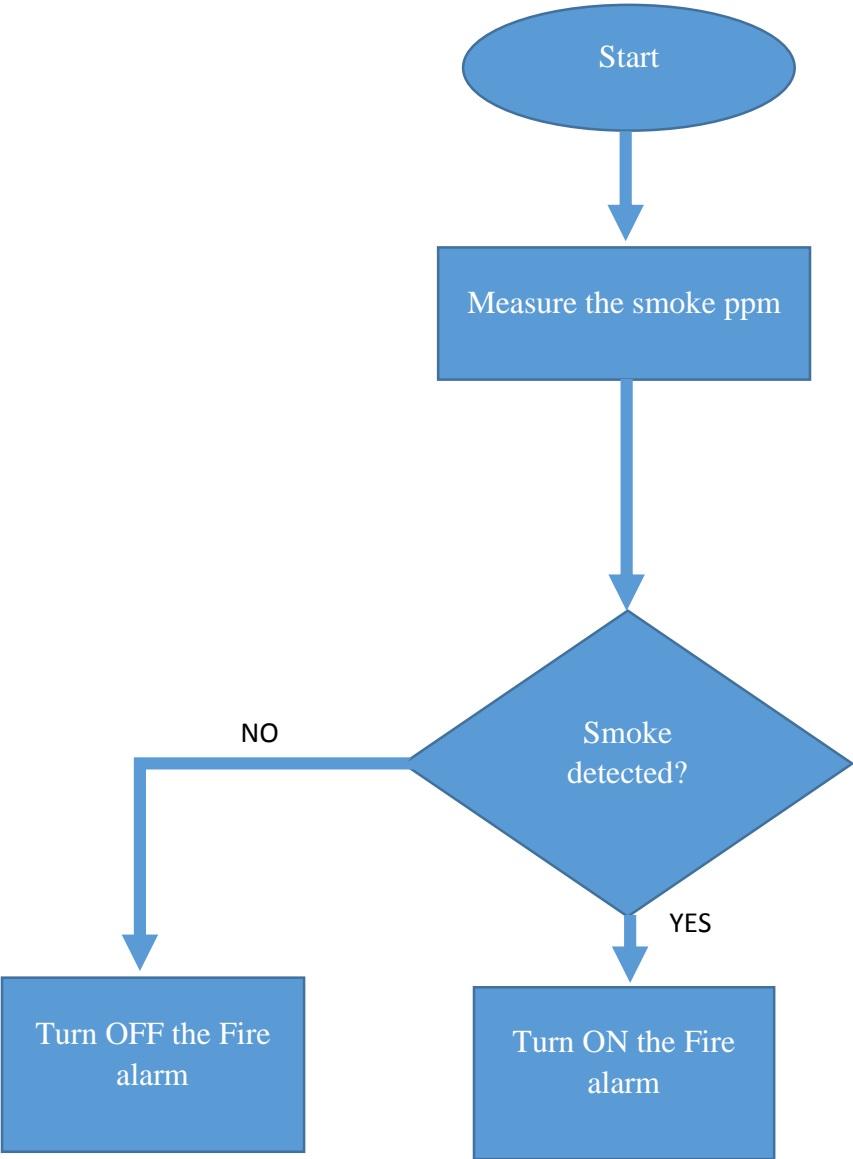 Start
Measure the smoke ppm
Smoke
detected?
NO
YES
Turn OFF the Fire
alarm
Turn ON the Fire
alarm